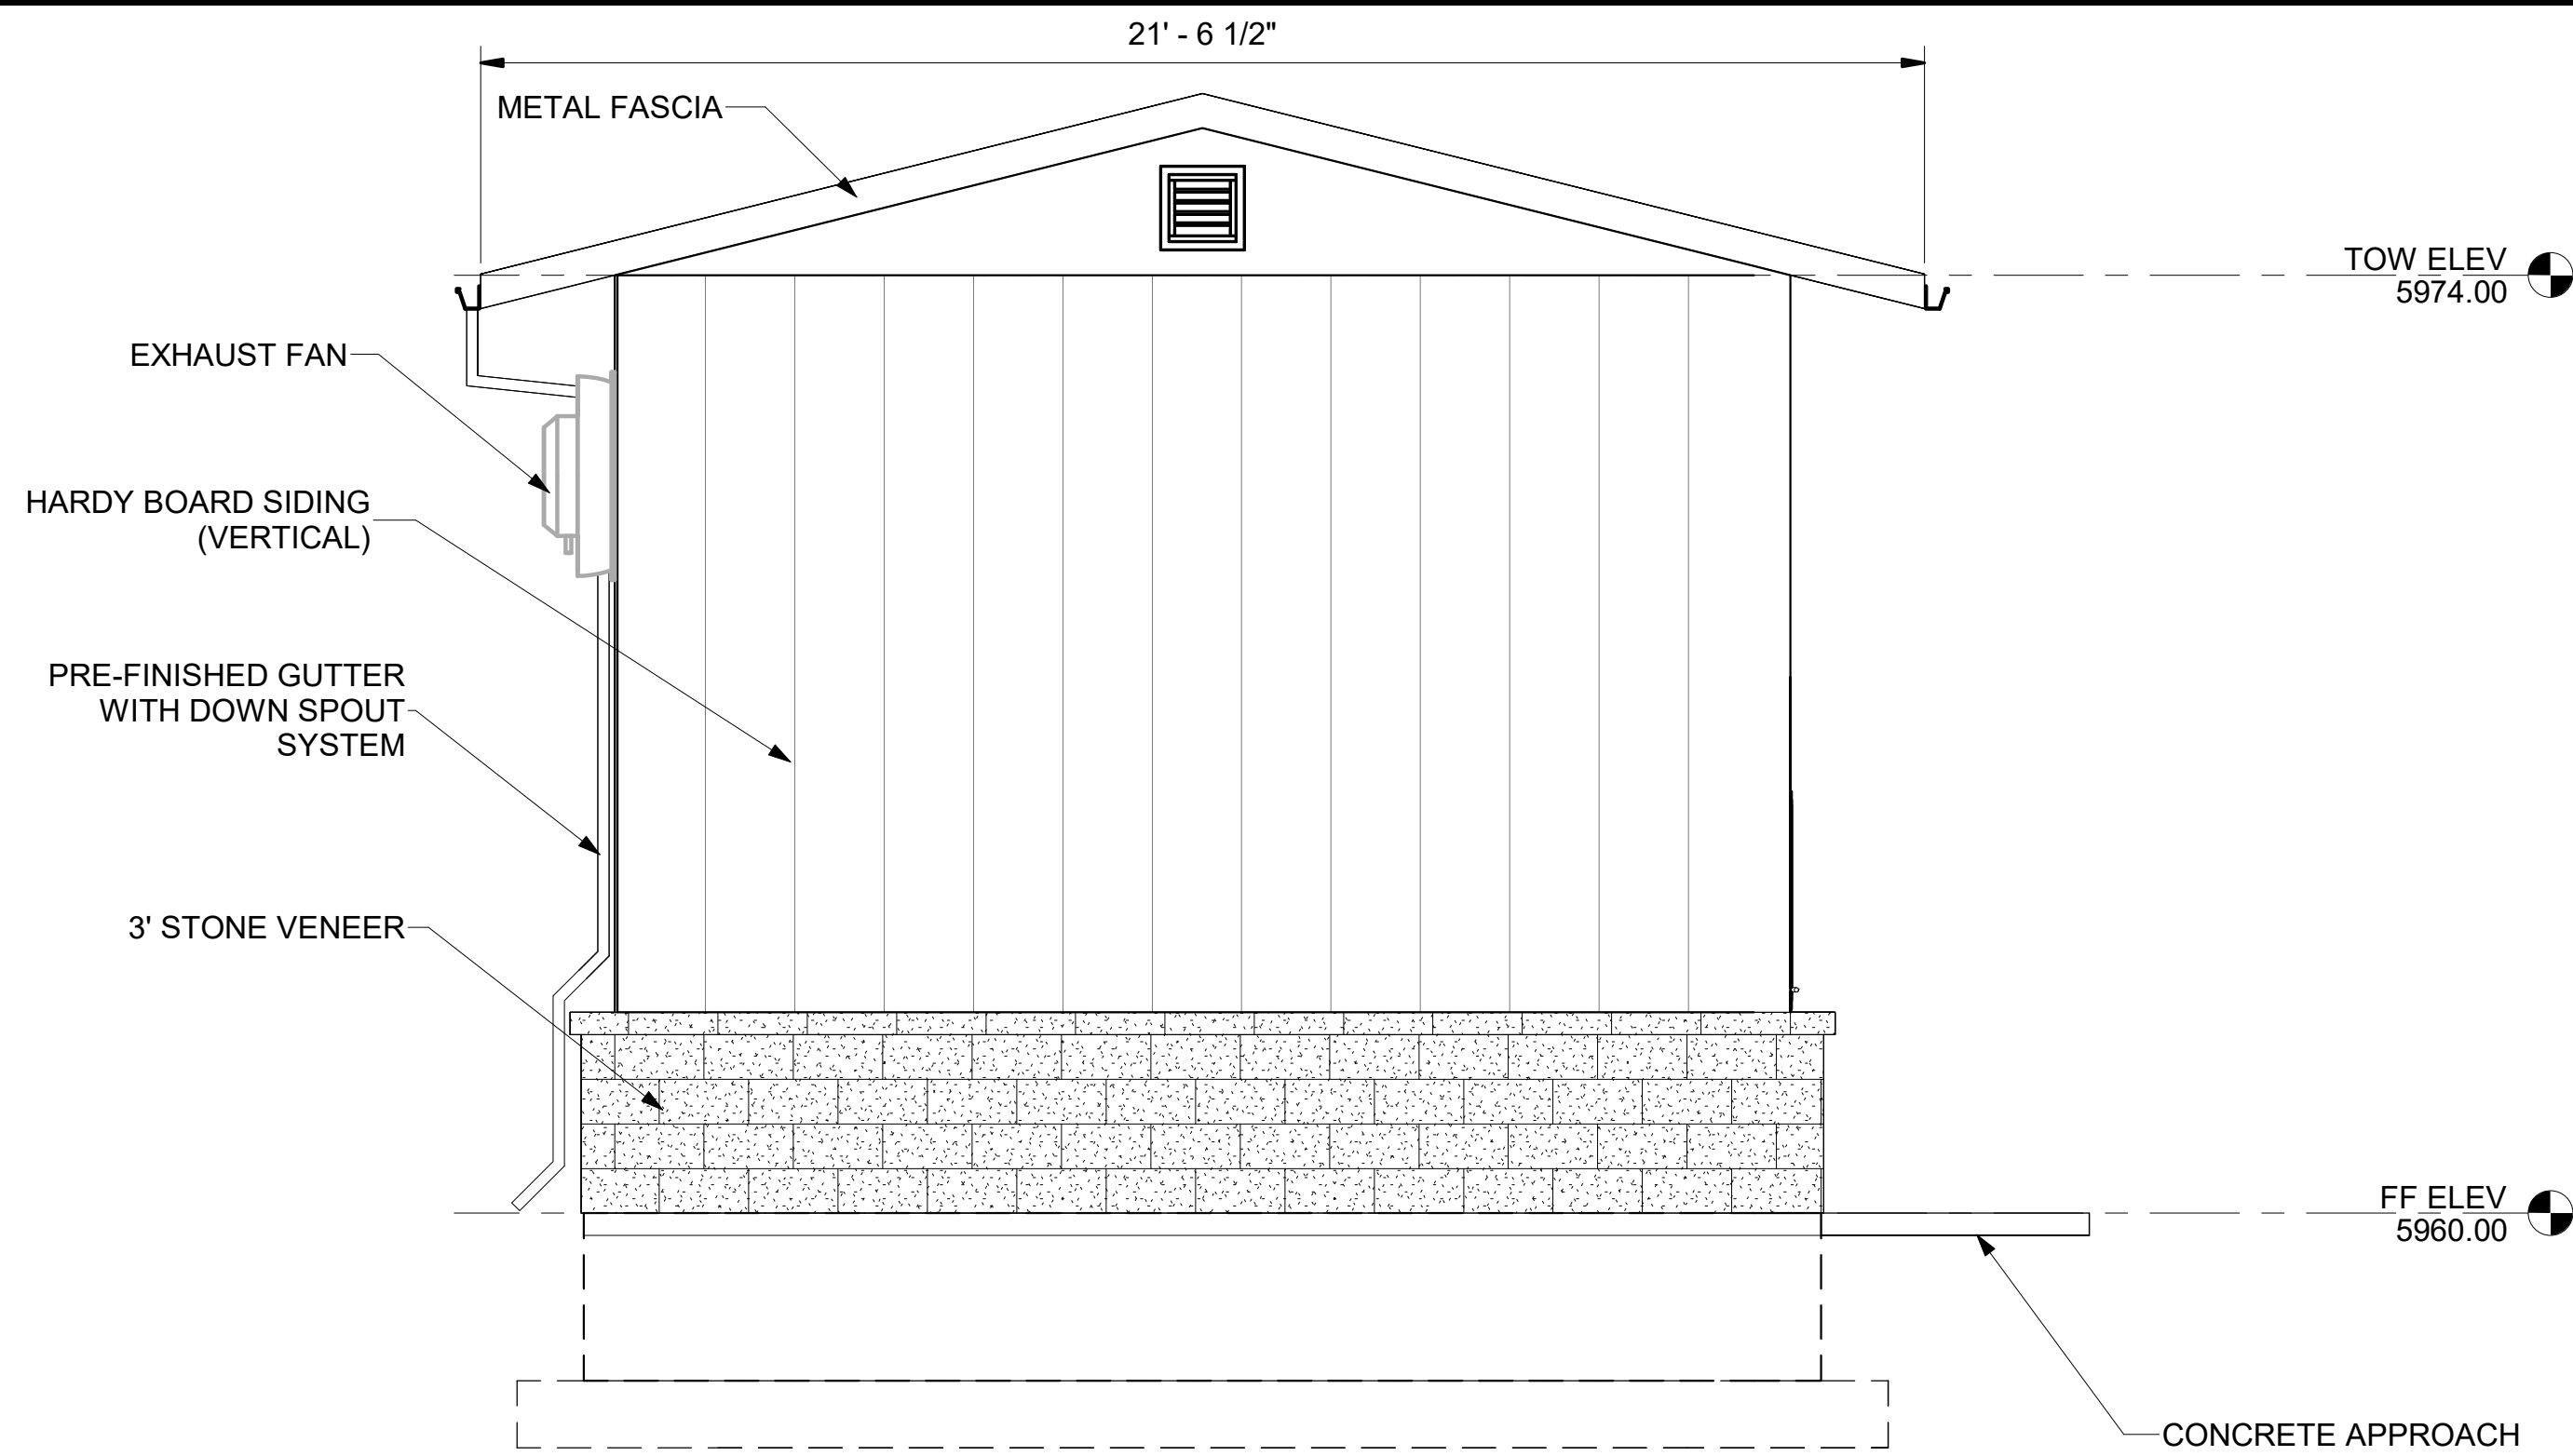 21' - 6 1/2"
METAL FASCIA
TOW ELEV
5974.00
EXHAUST FAN
HARDY BOARD SIDING
(VERTICAL)
PRE-FINISHED GUTTER
WITH DOWN SPOUT
SYSTEM
3' STONE VENEER
FF ELEV
5960.00
CONCRETE APPROACH